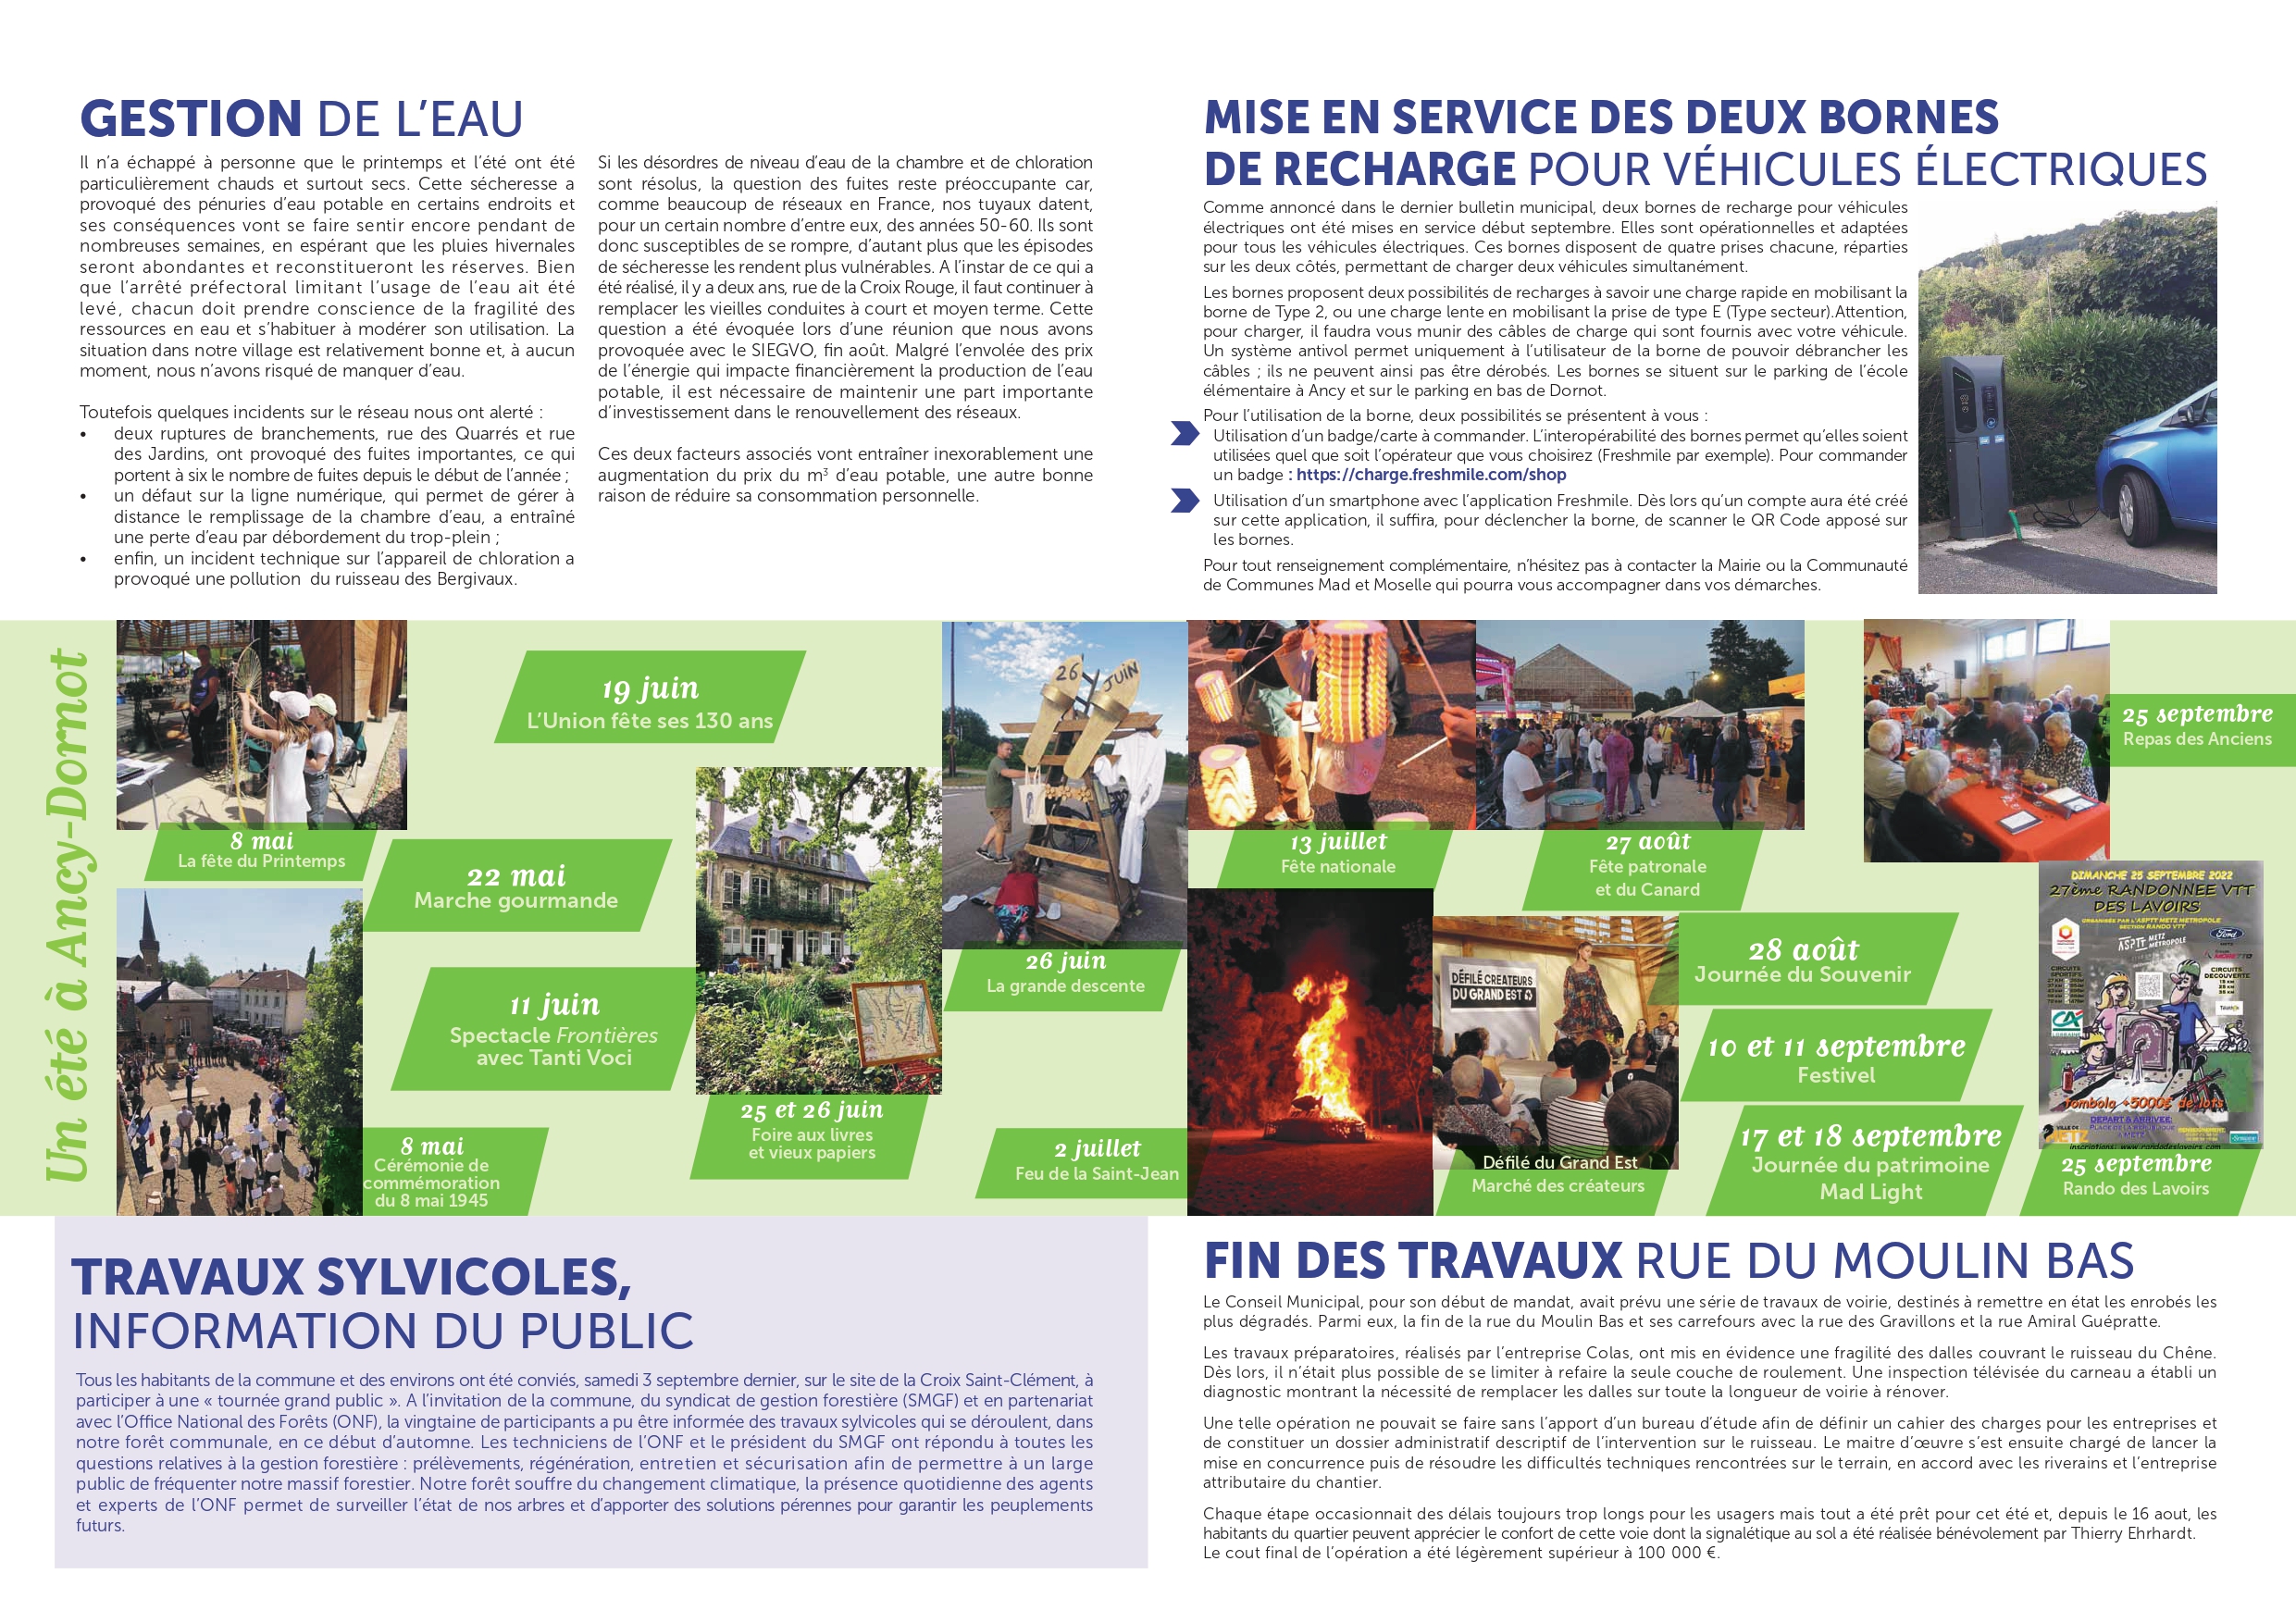 GESTION DE L’EAU
Il n’a échappé à personne que le printemps et l’été ont été
particulièrement chauds et surtout secs. Cette sécheresse a
provoqué des pénuries d’eau potable en certains endroits et
ses conséquences vont se faire sentir encore pendant de
nombreuses semaines, en espérant que les pluies hivernales
seront abondantes et reconstitueront les réserves. Bien
que l’arrêté préfectoral limitant l’usage de l’eau ait été
levé, chacun doit prendre conscience de la fragilité des
ressources en eau et s’habituer à modérer son utilisation. La
situation dans notre village est relativement bonne et, à aucun
moment, nous n’avons risqué de manquer d’eau.
Toutefois quelques incidents sur le réseau nous ont alerté :
• deux ruptures de branchements, rue des Quarrés et rue
des Jardins, ont provoqué des fuites importantes, ce qui
portent à six le nombre de fuites depuis le début de l’année ;
• un défaut sur la ligne numérique, qui permet de gérer à
distance le remplissage de la chambre d’eau, a entraîné
une perte d’eau par débordement du trop-plein ;
• enfin, un incident technique sur l’appareil de chloration a
provoqué une pollution du ruisseau des Bergivaux.
Si les désordres de niveau d’eau de la chambre et de chloration
sont résolus, la question des fuites reste préoccupante car,
comme beaucoup de réseaux en France, nos tuyaux datent,
pour un certain nombre d’entre eux, des années 50-60. Ils sont
donc susceptibles de se rompre, d’autant plus que les épisodes
de sécheresse les rendent plus vulnérables. A l’instar de ce qui a
été réalisé, il y a deux ans, rue de la Croix Rouge, il faut continuer à
remplacer les vieilles conduites à court et moyen terme. Cette
question a été évoquée lors d’une réunion que nous avons
provoquée avec le SIEGVO, fin août. Malgré l’envolée des prix
de l’énergie qui impacte financièrement la production de l’eau
potable, il est nécessaire de maintenir une part importante
d’investissement dans le renouvellement des réseaux.
Ces deux facteurs associés vont entraîner inexorablement une
augmentation du prix du m³ d’eau potable, une autre bonne
raison de réduire sa consommation personnelle.
MISE EN SERVICE DES DEUX BORNES
DE RECHARGE POUR VÉHICULES ÉLECTRIQUES
Comme annoncé dans le dernier bulletin municipal, deux bornes de recharge pour véhicules
électriques ont été mises en service début septembre. Elles sont opérationnelles et adaptées
pour tous les véhicules électriques. Ces bornes disposent de quatre prises chacune, réparties
sur les deux côtés, permettant de charger deux véhicules simultanément.
Les bornes proposent deux possibilités de recharges à savoir une charge rapide en mobilisant la
borne de Type 2, ou une charge lente en mobilisant la prise de type E (Type secteur).Attention,
pour charger, il faudra vous munir des câbles de charge qui sont fournis avec votre véhicule.
Un système antivol permet uniquement à l’utilisateur de la borne de pouvoir débrancher les
câbles ; ils ne peuvent ainsi pas être dérobés. Les bornes se situent sur le parking de l’école
élémentaire à Ancy et sur le parking en bas de Dornot.
Pour l’utilisation de la borne, deux possibilités se présentent à vous :
Utilisation d’un badge/carte à commander. L’interopérabilité des bornes permet qu’elles soient
utilisées quel que soit l’opérateur que vous choisirez (Freshmile par exemple). Pour commander
un badge : https://charge.freshmile.com/shop
Utilisation d’un smartphone avec l’application Freshmile. Dès lors qu’un compte aura été créé
sur cette application, il suffira, pour déclencher la borne, de scanner le QR Code apposé sur
les bornes.
Pour tout renseignement complémentaire, n’hésitez pas à contacter la Mairie ou la Communauté
de Communes Mad et Moselle qui pourra vous accompagner dans vos démarches.
Un été à Ancy-Dornot
8 mai
La fête du Printemps
8 mai
Cérémonie de
commémoration
du 8 mai 1945
22 mai
Marche gourmande
11 juin
Spectacle Frontières
avec Tanti Voci
19 juin
L’Union fête ses 130 ans
25 et 26 juin
Foire aux livres
et vieux papiers
26 JUIN
26 juin
La grande descente
2 juillet
Feu de la Saint-Jean
13 juillet
Fête nationale
27 août
Fête patronale
et du Canard
DÉFILÉ CREATEURS
DU GRAND EST
Défilé du Grand Est
Marché des créateurs
28 août
Journée du Souvenir
10 et 11 septembre
Festivel
17 et 18 septembre
Journée du patrimoine
Mad Light
25 septembre
Repas des Anciens
DIMANCHE 25 SEPTEMBRE 2022
27ème RANDONNEE VTT
DES LAVOIRS
ORGANISÉE PAR L'ASPTT METZ METROPOLE
SECTION RANDO VTT
ASPTT METZ METROPOLE
Ford
CIRCUITS
SPORTIFS
CIRCUITS
DECOUVERTE
CA
Tombola +5000€ de lots
DEPART & ARRIVEE:
PLACE DE LA REPUBLIQUE
A METZ
VILLE DE
METZ
inscriptions: www.randodeslavoirs.com
25 septembre
Rando des Lavoirs
TRAVAUX SYLVICOLES,
INFORMATION DU PUBLIC
Tous les habitants de la commune et des environs ont été conviés, samedi 3 septembre dernier, sur le site de la Croix Saint-Clément, à
participer à une « tournée grand public ». A l’invitation de la commune, du syndicat de gestion forestière (SMGF) et en partenariat
avec l’Office National des Forêts (ONF), la vingtaine de participants a pu être informée des travaux sylvicoles qui se déroulent, dans
notre forêt communale, en ce début d’automne. Les techniciens de l’ONF et le président du SMGF ont répondu à toutes les
questions relatives à la gestion forestière : prélèvements, régénération, entretien et sécurisation afin de permettre à un large
public de fréquenter notre massif forestier. Notre forêt souffre du changement climatique, la présence quotidienne des agents
et experts de l’ONF permet de surveiller l’état de nos arbres et d’apporter des solutions pérennes pour garantir les peuplements
futurs.
FIN DES TRAVAUX RUE DU MOULIN BAS
Le Conseil Municipal, pour son début de mandat, avait prévu une série de travaux de voirie, destinés à remettre en état les enrobés les
plus dégradés. Parmi eux, la fin de la rue du Moulin Bas et ses carrefours avec la rue des Gravillons et la rue Amiral Guépratte.
Les travaux préparatoires, réalisés par l’entreprise Colas, ont mis en évidence une fragilité des dalles couvrant le ruisseau du Chêne.
Dès lors, il n’était plus possible de se limiter à refaire la seule couche de roulement. Une inspection télévisée du carneau a établi un
diagnostic montrant la nécessité de remplacer les dalles sur toute la longueur de voirie à rénover.
Une telle opération ne pouvait se faire sans l’apport d’un bureau d’étude afin de définir un cahier des charges pour les entreprises et
de constituer un dossier administratif descriptif de l’intervention sur le ruisseau. Le maitre d’œuvre s’est ensuite chargé de lancer la
mise en concurrence puis de résoudre les difficultés techniques rencontrées sur le terrain, en accord avec les riverains et l’entreprise
attributaire du chantier.
Chaque étape occasionnait des délais toujours trop longs pour les usagers mais tout a été prêt pour cet été et, depuis le 16 aout, les
habitants du quartier peuvent apprécier le confort de cette voie dont la signalétique au sol a été réalisée bénévolement par Thierry Ehrhardt.
Le cout final de l’opération a été légèrement supérieur à 100 000 €.